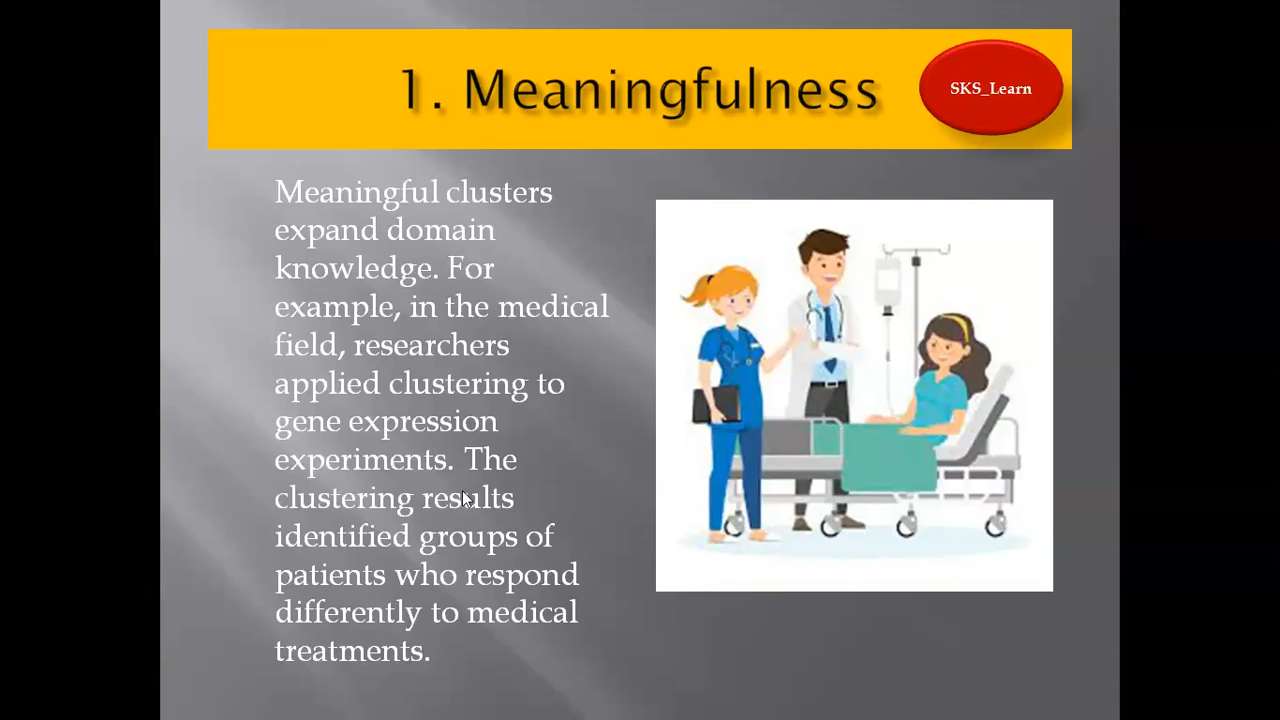 1. Meaningfulness
SKS_Learn
Meaningful clusters
expand domain
knowledge. For
example, in the medical
field, researchers
applied clustering to
gene expression
experiments. The
clustering results
identified groups of
patients who respond
differently to medical
treatments.